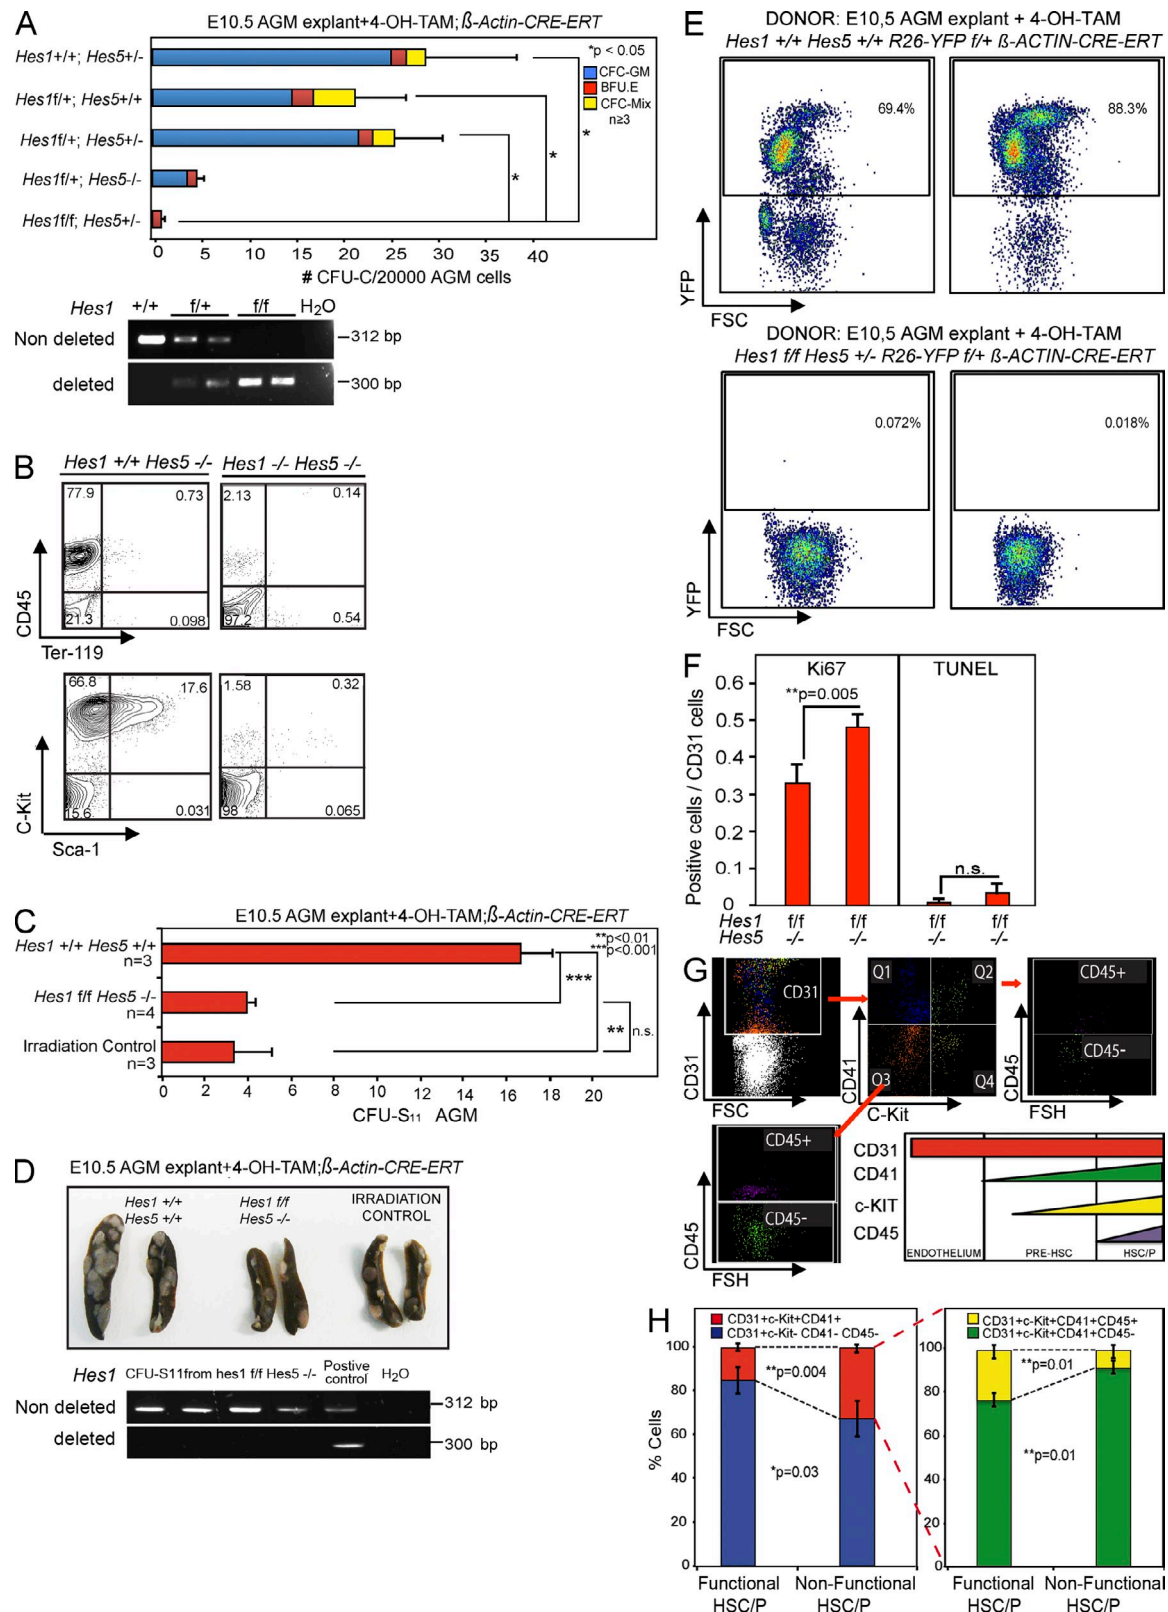 A
E10.5 AGM explant+4-OH-TAM; ß-Actin-CRE-ERT
Hes1+/+; Hes5+/-
Hes1f/+; Hes5+/+
Hes1f/+; Hes5+/-
Hes1f/+; Hes5-/-
Hes1f/f; Hes5+/-
*p < 0.05
CFC-GM
BFU.E
CFC-Mix
n≥3
*
*
*
0 5 10 15 20 25 30 35 40
# CFU-C/20000 AGM cells
Hes1 +/+ f/+ f/f H2O
Non deleted
312 bp
deleted
300 bp
B
Hes1 +/+ Hes5 -/-
Hes1 -/- Hes5 -/-
77.9 0.73
21.3 0.098
2.13 0.14
97.2 0.54
CD45
Ter-119
66.8 17.6
15.6 0.031
1.58 0.32
98 0.065
C-Kit
Sca-1
C
E10.5 AGM explant+4-OH-TAM;ß-Actin-CRE-ERT
Hes1 +/+ Hes5 +/+
n=3
Hes1 f/f Hes5 -/-
n=4
Irradiation Control
n=3
**p<0.01
***p<0.001
***
**
n.s.
0 2 4 6 8 10 12 14 16 18 20
CFU-S11 AGM
D
E10.5 AGM explant+4-OH-TAM;ß-Actin-CRE-ERT
Hes1 +/+
Hes5 +/+
Hes1 f/f
Hes5 -/-
IRRADIATION
CONTROL
Hes1
CFU-S11from hes1 f/f Hes5 -/-
Postive
control
H2O
Non deleted
312 bp
deleted
300 bp
E
DONOR: E10,5 AGM explant + 4-OH-TAM
Hes1 +/+ Hes5 +/+ R26-YFP f/+ ß-ACTIN-CRE-ERT
69.4%
88.3%
YFP
FSC
DONOR: E10,5 AGM explant + 4-OH-TAM
Hes1 f/f Hes5 +/- R26-YFP f/+ ß-ACTIN-CRE-ERT
0.072%
0.018%
YFP
FSC
F
Ki67
TUNEL
**p=0.005
n.s.
Positive cells / CD31 cells
0.6
0.5
0.4
0.3
0.2
0.1
0
Hes1 f/f f/f f/f f/f
Hes5 -/- -/- -/- -/-
G
CD31
CD31
FSC
Q1 Q2
Q3 Q4
CD41
C-Kit
CD45+
CD45-
CD45
FSH
CD45+
CD45-
CD45
FSH
CD31
CD41
c-KIT
CD45
ENDOTHELIUM
PRE-HSC
HSC/P
H
CD31+c-Kit+CD41+
CD31+c-Kit- CD41- CD45-
CD31+c-Kit+CD41+CD45+
CD31+c-Kit+CD41+CD45-
% Cells
100
80
60
40
20
0
**p=0.004
*p=0.03
Functional
HSC/P
Non-Functional
HSC/P
100
80
60
40
20
0
**p=0.01
**p=0.01
Functional
HSC/P
Non-Functional
HSC/P